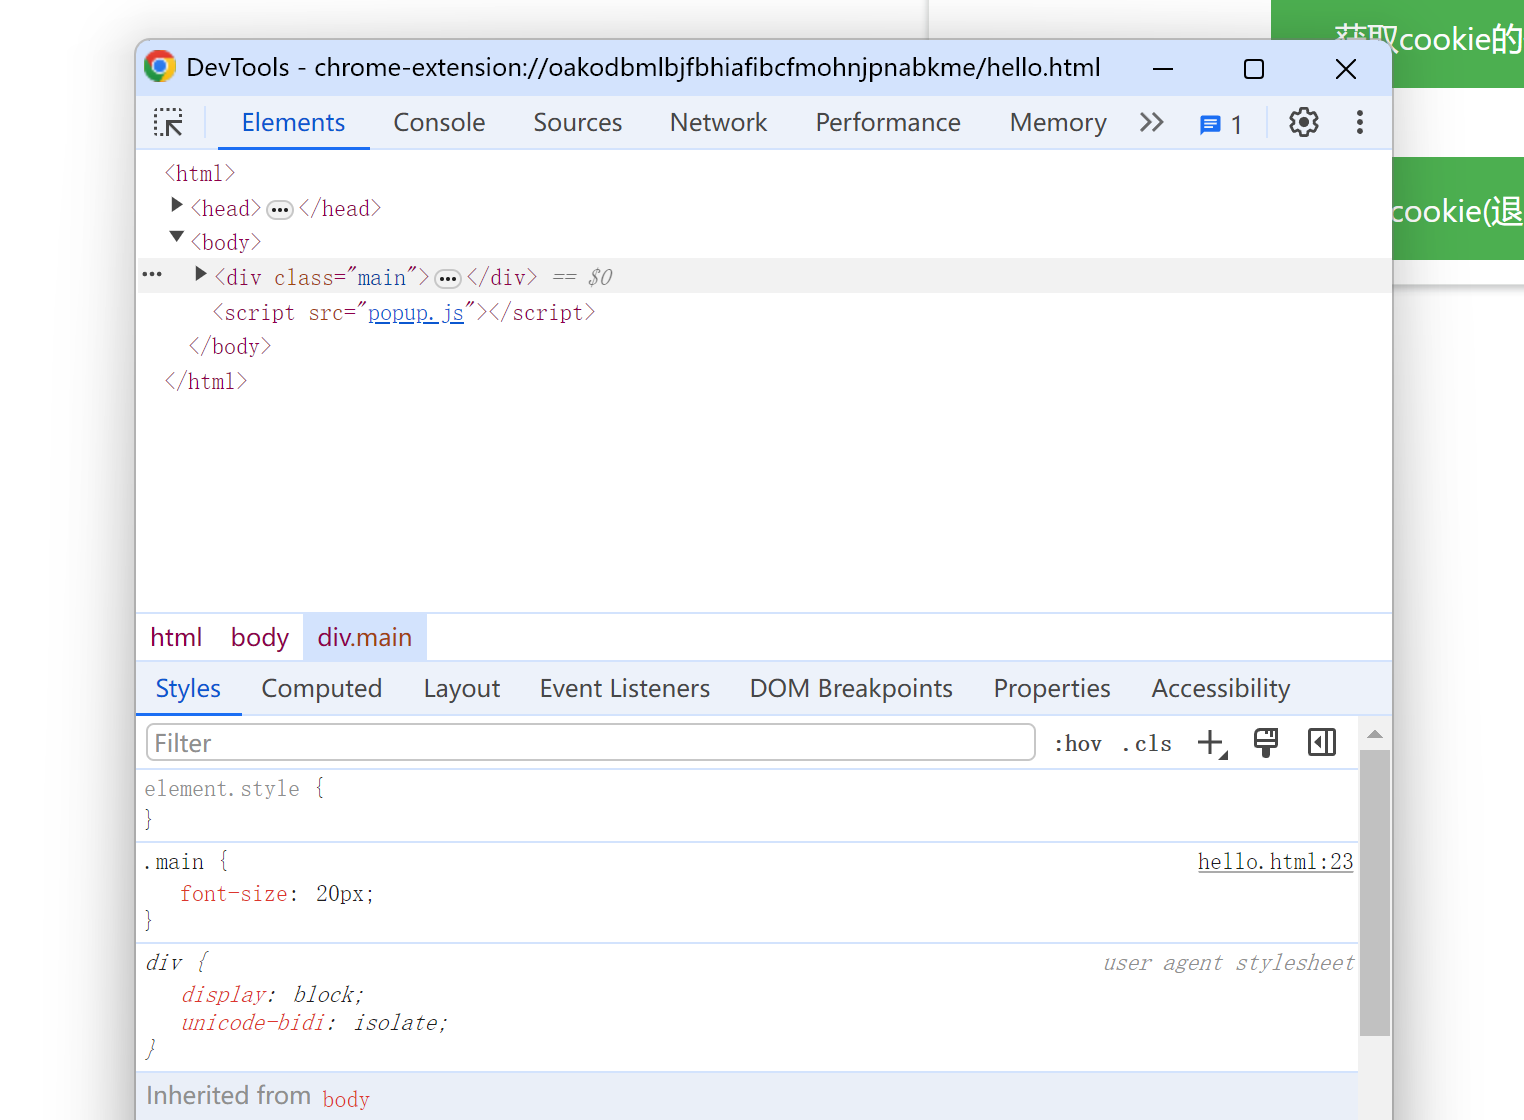 获取cookie的
DevTools - chrome-extension://oakodbmlbjfbhiafibcfmohnjpnabkme/hello.html
Elements Console Sources Network Performance Memory 1
cookie(退
<html>
<head> ••• </head>
<body>
••• <div class="main"> ••• </div> == $0
<script src="popup.js"></script>
</body>
</html>
html body div.main
Styles Computed Layout Event Listeners DOM Breakpoints Properties Accessibility
Filter :hov .cls
element.style {
}
.main { hello.html:23
font-size: 20px;
}
div { user agent stylesheet
display: block;
unicode-bidi: isolate;
}
Inherited from body